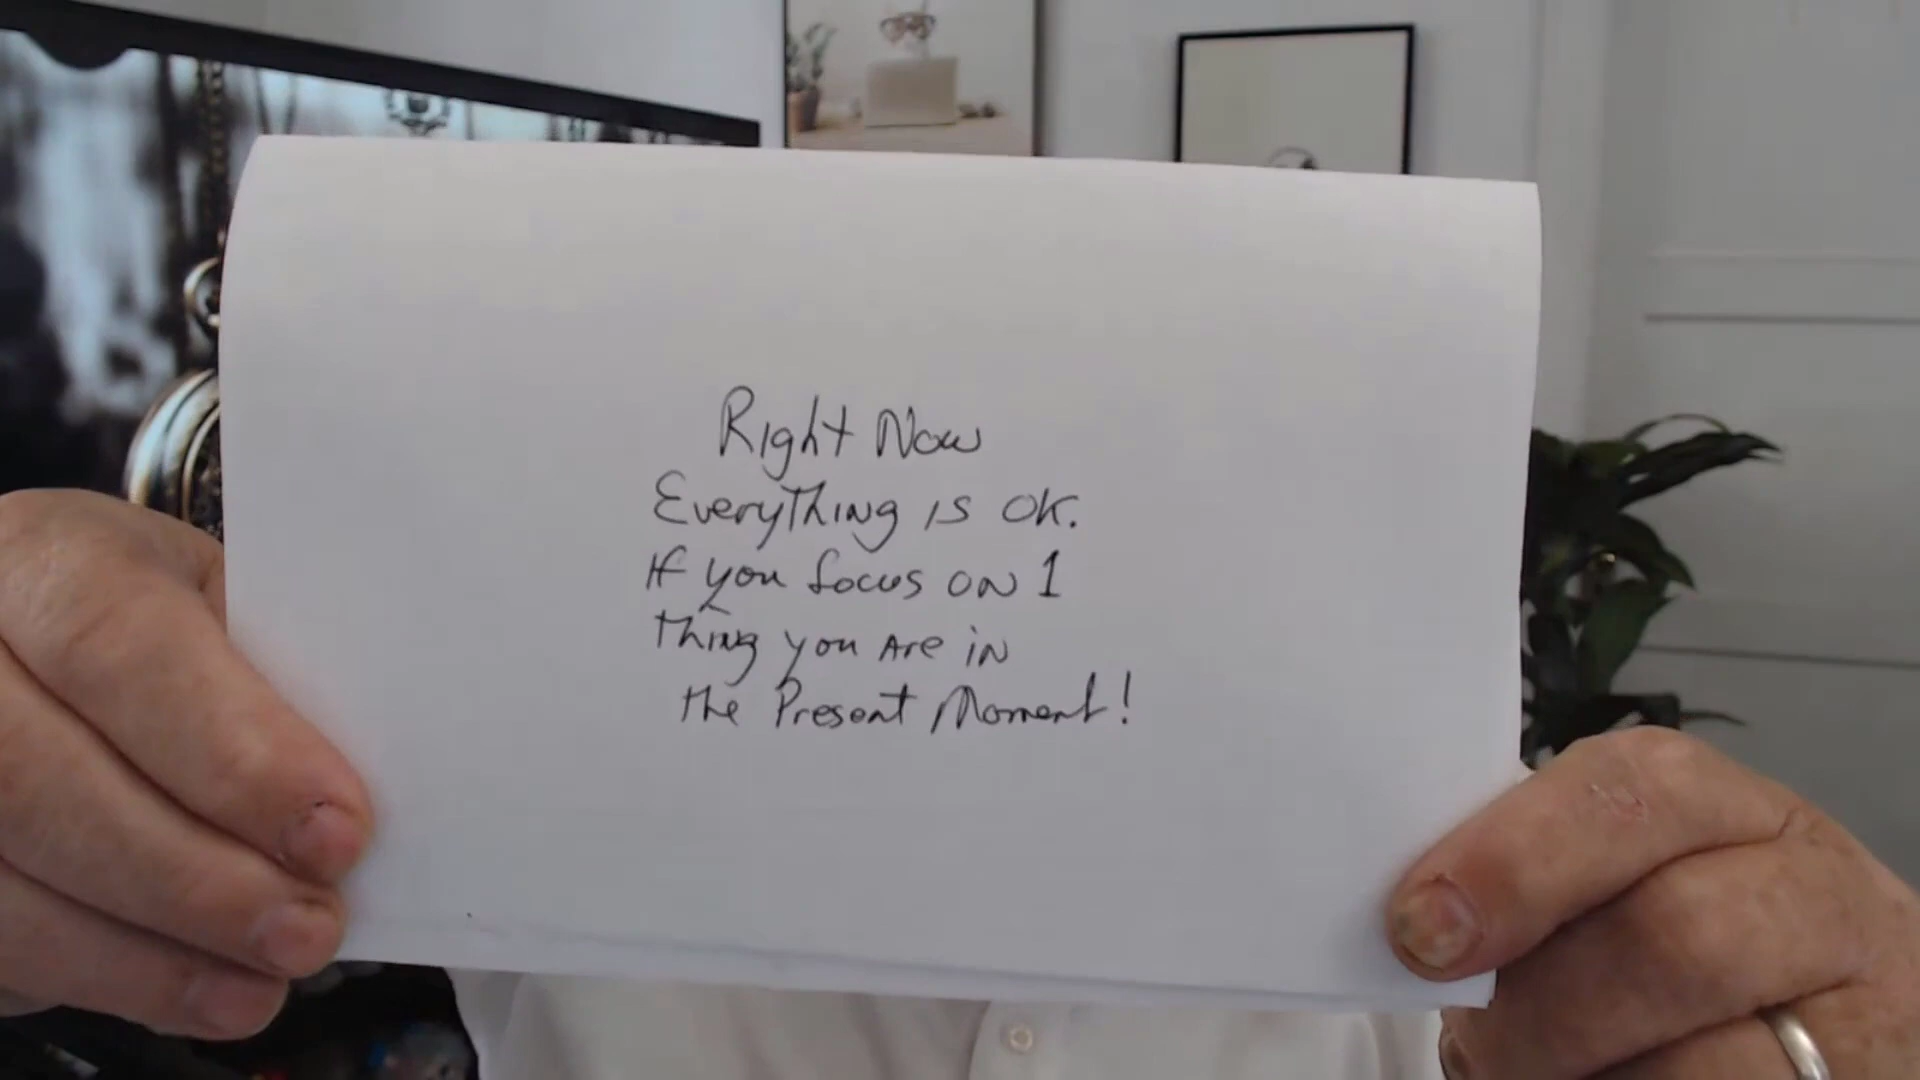 Right Now
Everything is OK.
If you focus on 1
thing you are in
the Present Moment!